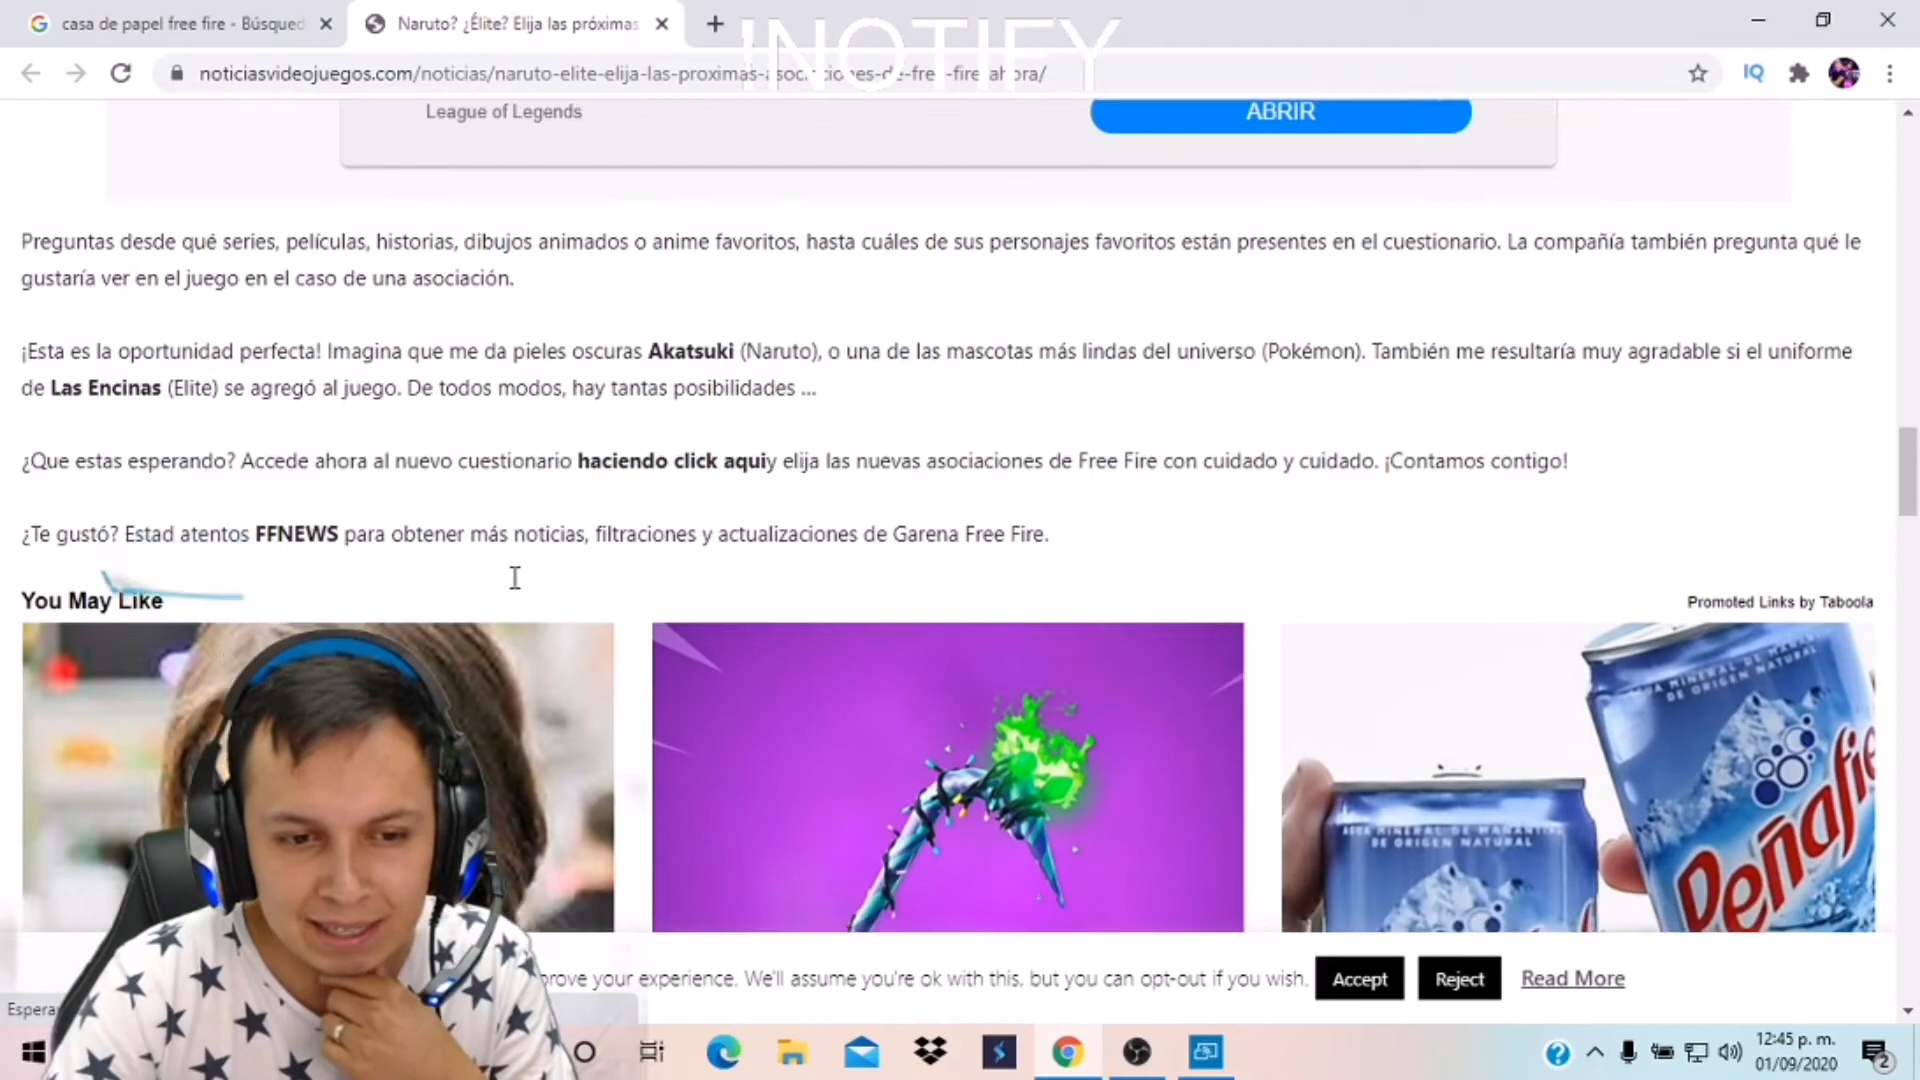 casa de papel free fire - Búsqued
Naruto? ¿Élite? Elija las próximas
INOTIFY
noticiasvideojuegos.com/noticias/naruto-elite-elija-las-proximas-asociaciones-de-free-fire-ahora/
IQ
League of Legends
ABRIR
Preguntas desde qué series, películas, historias, dibujos animados o anime favoritos, hasta cuáles de sus personajes favoritos están presentes en el cuestionario. La compañía también pregunta qué le
gustaría ver en el juego en el caso de una asociación.
¡Esta es la oportunidad perfecta! Imagina que me da pieles oscuras Akatsuki (Naruto), o una de las mascotas más lindas del universo (Pokémon). También me resultaría muy agradable si el uniforme
de Las Encinas (Elite) se agregó al juego. De todos modos, hay tantas posibilidades ...
¿Que estas esperando? Accede ahora al nuevo cuestionario haciendo click aquiy elija las nuevas asociaciones de Free Fire con cuidado y cuidado. ¡Contamos contigo!
¿Te gustó? Estad atentos FFNEWS para obtener más noticias, filtraciones y actualizaciones de Garena Free Fire.
You May Like
Promoted Links by Taboola
AGUA MINERAL DE MANANTIAL
DE ORIGEN NATURAL
Peñafie
AGUA MINERAL DE MANANTIAL
DE ORIGEN NATURAL
prove your experience. We'll assume you're ok with this, but you can opt-out if you wish.
Accept
Reject
Read More
Espera
12:45 p. m.
01/09/2020
2